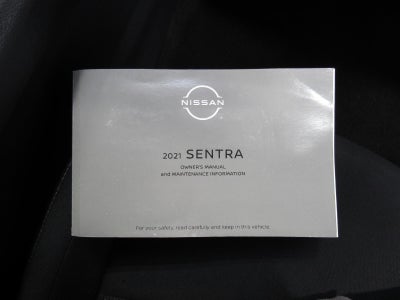 NISSAN
2021 SENTRA
OWNER'S MANUAL
and MAINTENANCE INFORMATION
For your safety, read carefully and keep in this vehicle.